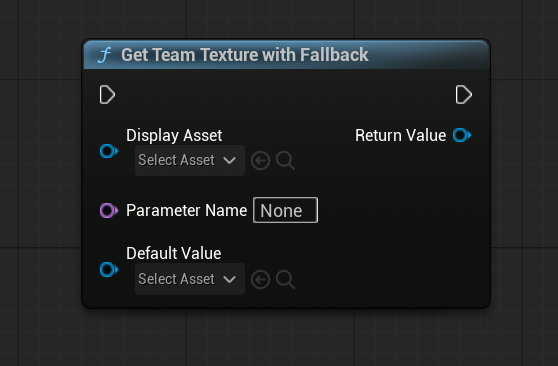 f Get Team Texture with Fallback
Display Asset
Return Value
Select Asset
Parameter Name None
Default Value
Select Asset